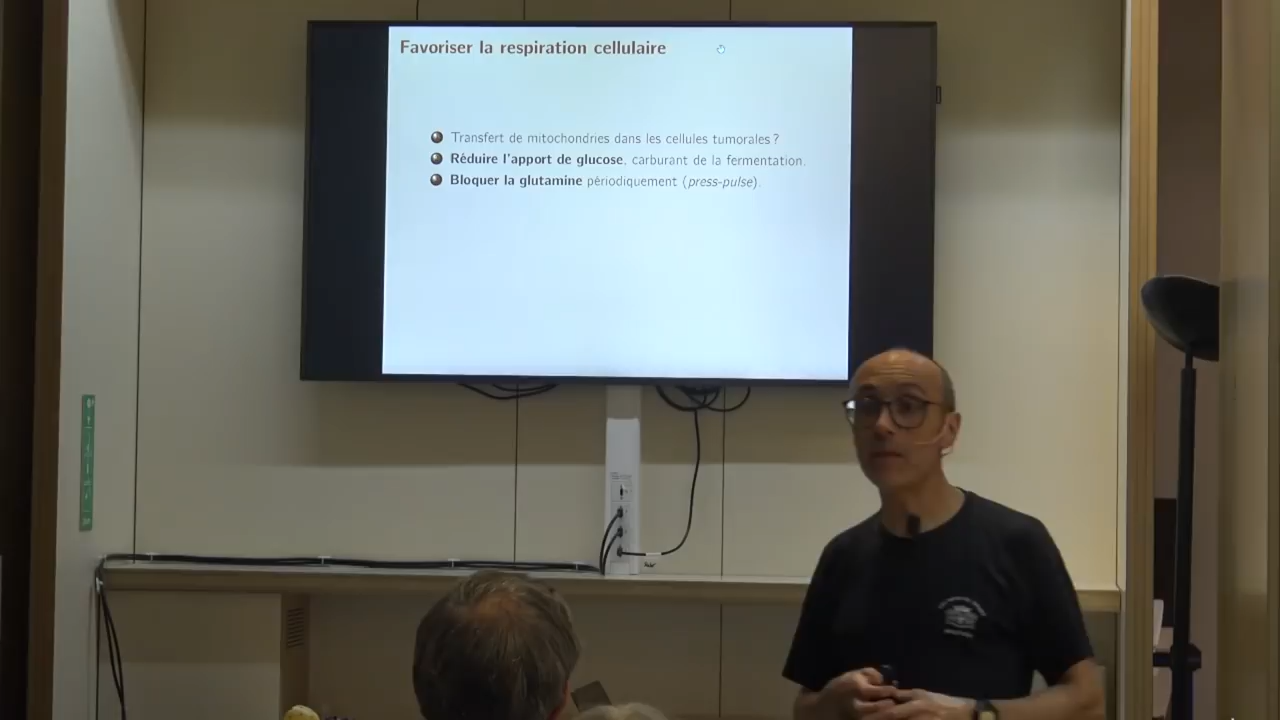 Favoriser la respiration cellulaire
Transfert de mitochondries dans les cellules tumorales ?
Réduire l'apport de glucose, carburant de la fermentation.
Bloquer la glutamine périodiquement (press-pulse).